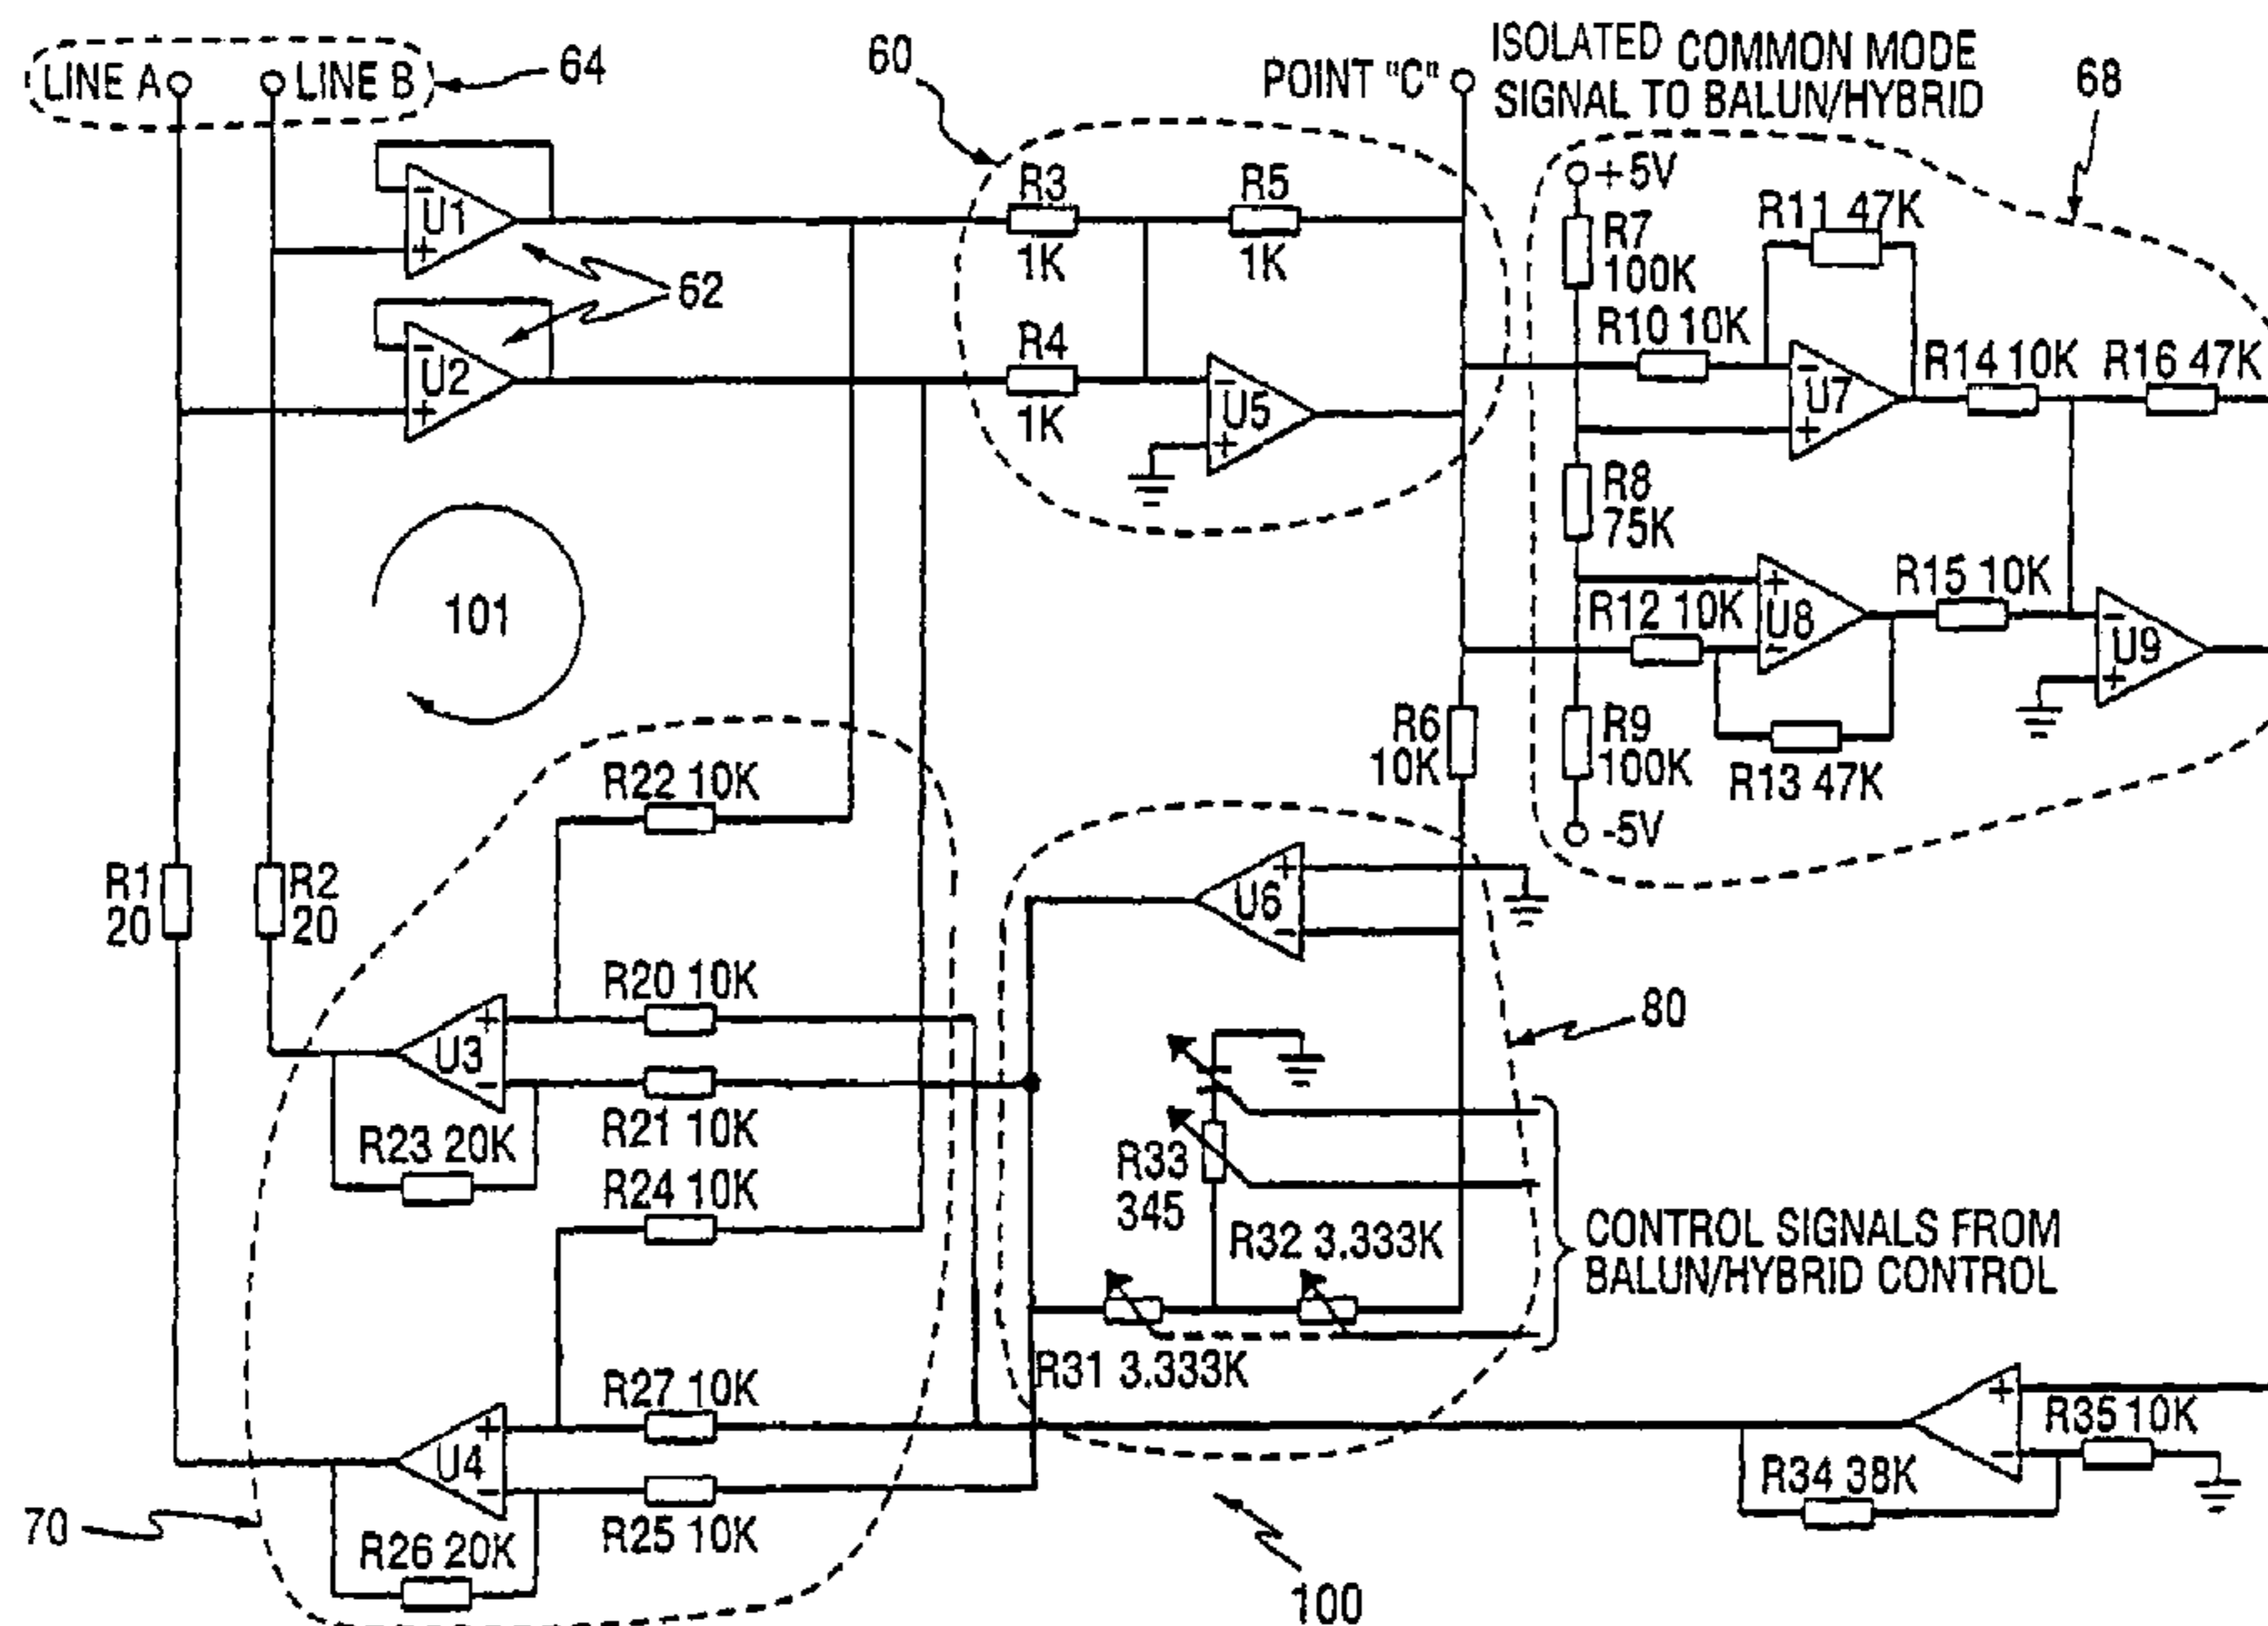 LINE A
LINE B
64
60
POINT "C"
ISOLATED COMMON MODE
SIGNAL TO BALUN/HYBRID
68
- U1 +
62
- U2 +
R3
1K
R5
1K
R4
1K
- U5 +
+5V
R7
100K
R11 47K
R10 10K
- U7 +
R14 10K
R16 47K
R8
75K
R12 10K
+ U8 -
R15 10K
- U9 +
R13 47K
R9
100K
-5V
R6
10K
101
R22 10K
R1
20
R2
20
R20 10K
U3 + -
R21 10K
R23 20K
R24 10K
U6 + -
80
R33
345
R32 3.333K
R31 3.333K
CONTROL SIGNALS FROM
BALUN/HYBRID CONTROL
R27 10K
U4 + -
R25 10K
R26 20K
70
100
+ -
R35 10K
R34 38K